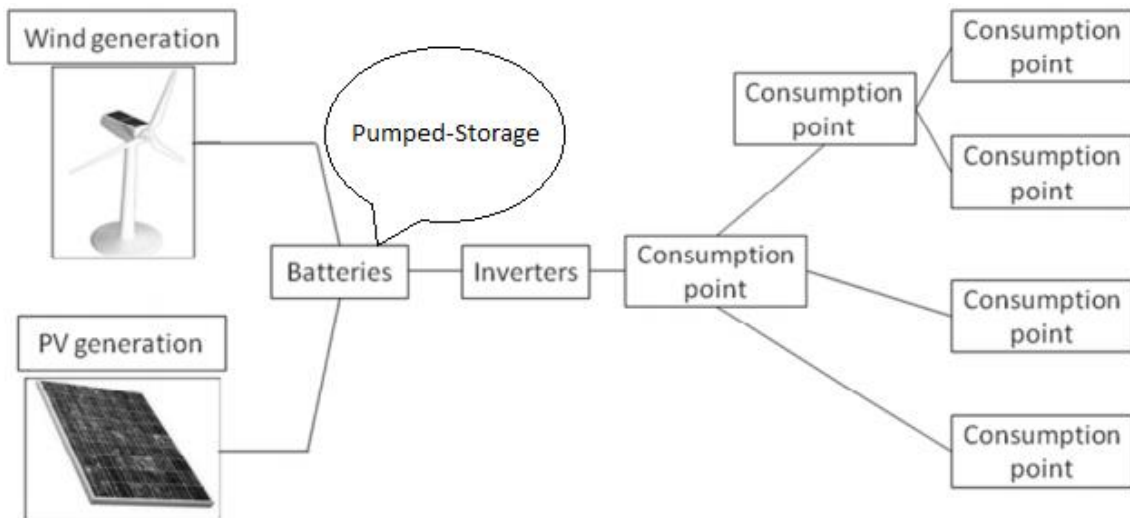 Wind generation
Pumped-Storage
Batteries
Inverters
PV generation
Consumption
point
Consumption
point
Consumption
point
Consumption
point
Consumption
point
Consumption
point